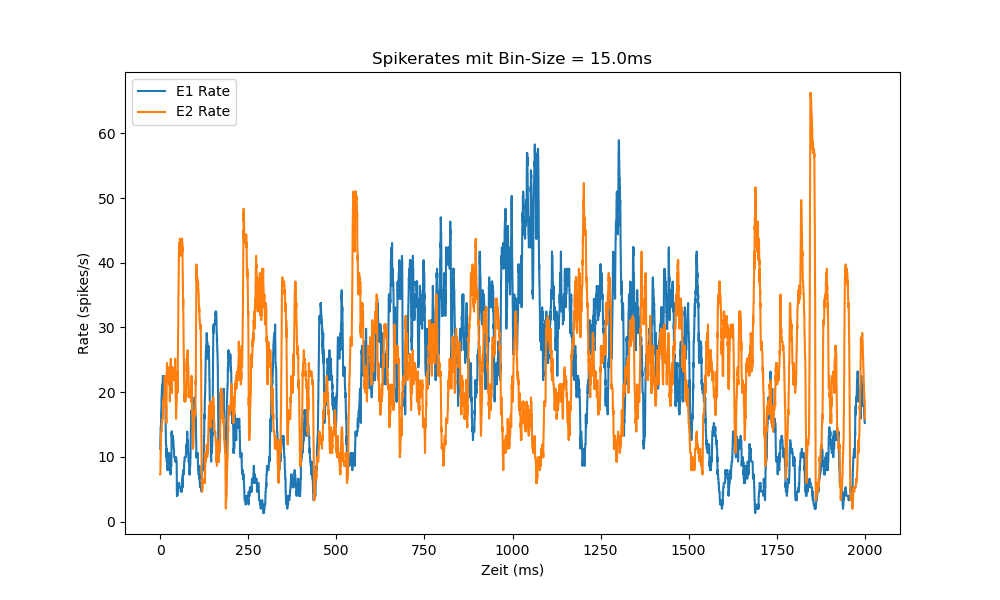 Spikerates mit Bin-Size = 15.0ms
E1 Rate
E2 Rate
Rate (spikes/s)
60
50
40
30
20
10
0
0 250 500 750 1000 1250 1500 1750 2000
Zeit (ms)